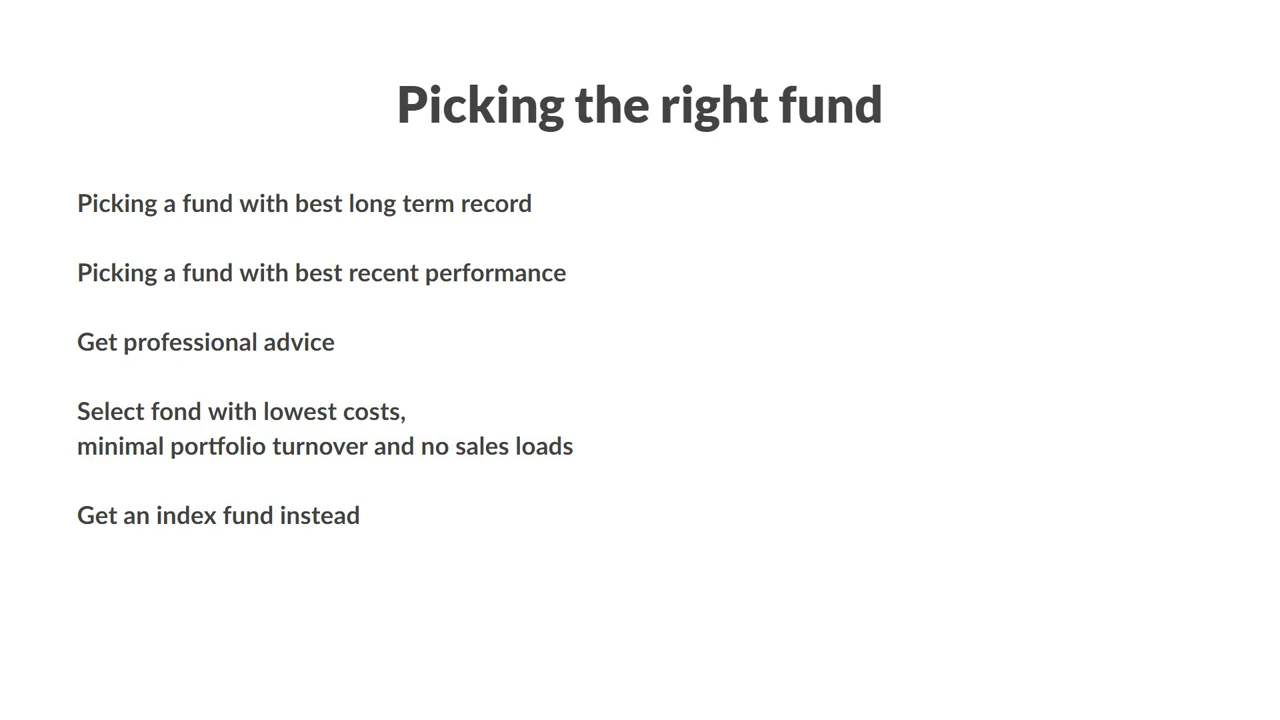 Picking the right fund
Picking a fund with best long term record
Picking a fund with best recent performance
Get professional advice
Select fond with lowest costs,
minimal portfolio turnover and no sales loads
Get an index fund instead